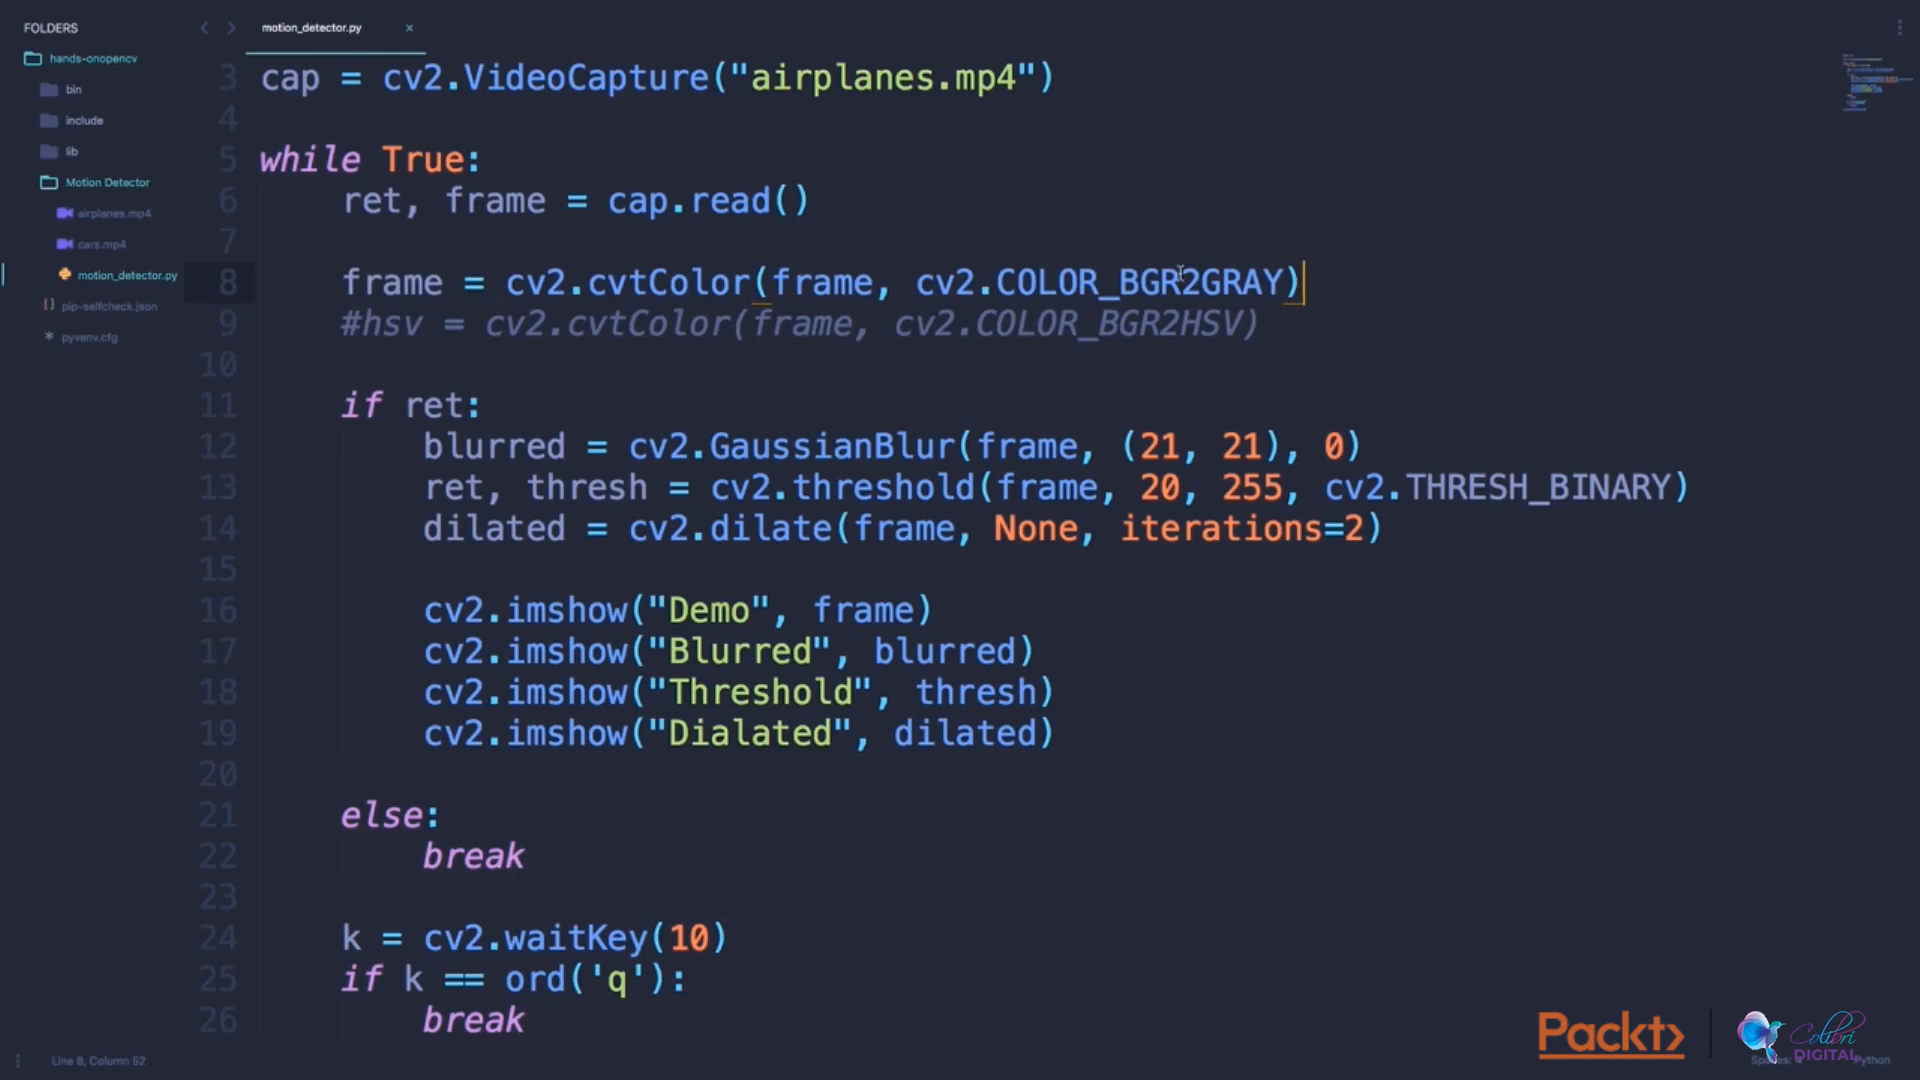 FOLDERS
hands-onopencv
bin
include
lib
Motion Detector
airplanes.mp4
cars.mp4
motion_detector.py
pip-selfcheck.json
pyvenv.cfg
motion_detector.py ×
3 cap = cv2.VideoCapture("airplanes.mp4")
4
5 while True:
6 ret, frame = cap.read()
7
8 frame = cv2.cvtColor(frame, cv2.COLOR_BGR2GRAY)
9 #hsv = cv2.cvtColor(frame, cv2.COLOR_BGR2HSV)
10
11 if ret:
12 blurred = cv2.GaussianBlur(frame, (21, 21), 0)
13 ret, thresh = cv2.threshold(frame, 20, 255, cv2.THRESH_BINARY)
14 dilated = cv2.dilate(frame, None, iterations=2)
15
16 cv2.imshow("Demo", frame)
17 cv2.imshow("Blurred", blurred)
18 cv2.imshow("Threshold", thresh)
19 cv2.imshow("Dialated", dilated)
20
21 else:
22 break
23
24 k = cv2.waitKey(10)
25 if k == ord('q'):
26 break
Packt>
Colibri
DIGITAL
Line 8, Column 52
Python